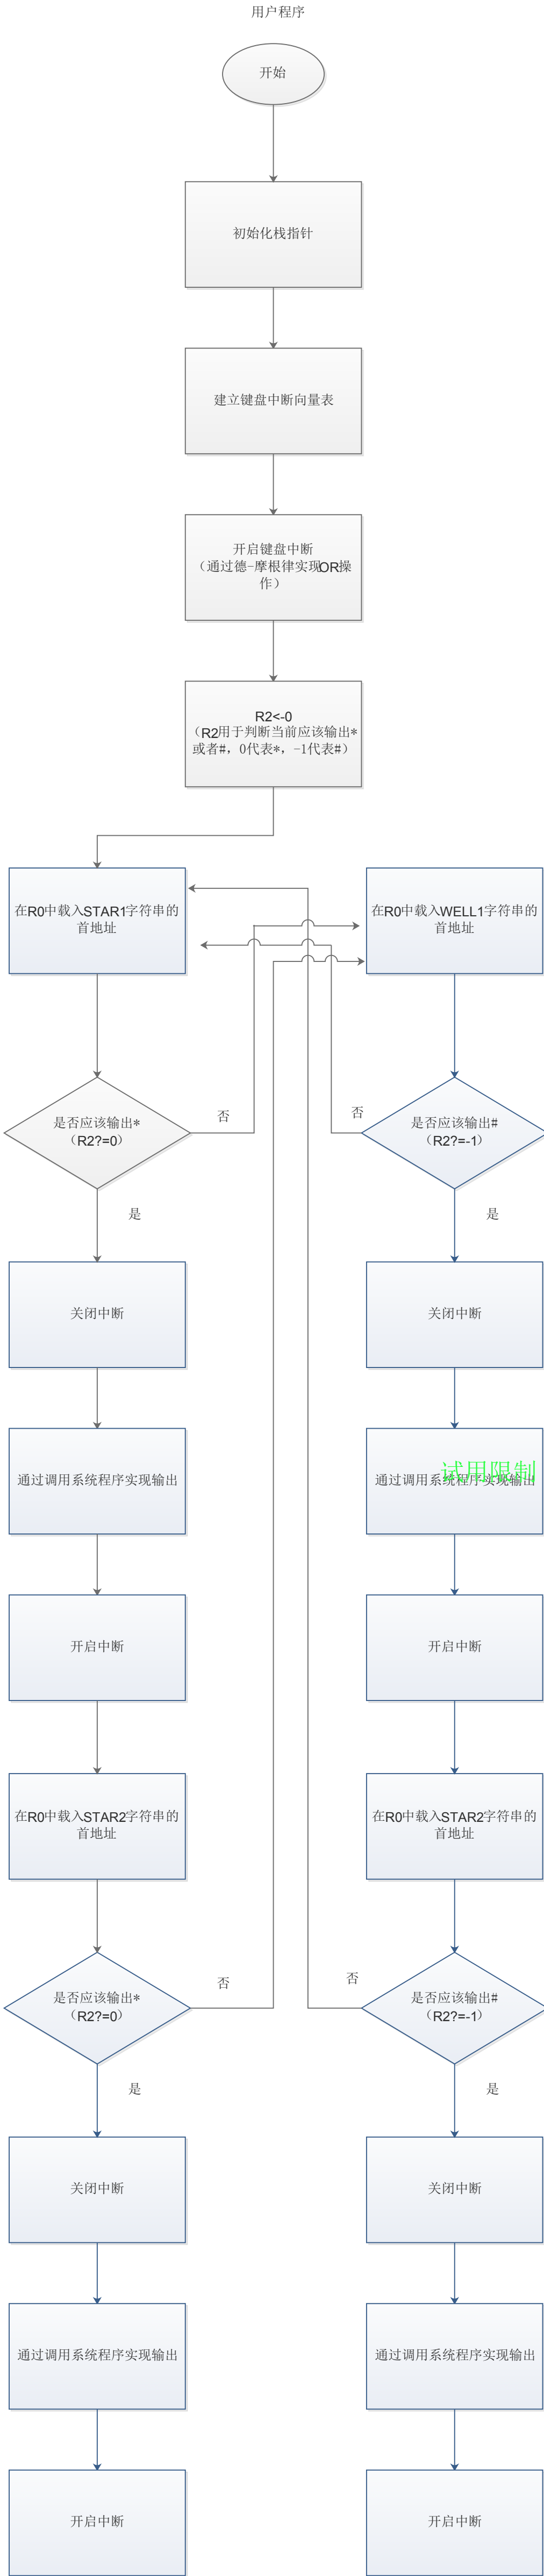 用户程序
开始
初始化栈指针
建立键盘中断向量表
开启键盘中断
（通过德-摩根律实现OR操
作）
R2<-0
（R2用于判断当前应该输出*
或者#，0代表*，-1代表#）
在R0中载入STAR1字符串的
首地址
在R0中载入WELL1字符串的
首地址
是否应该输出*
（R2?=0）
否
否
是否应该输出#
（R2?=-1）
是
是
关闭中断
关闭中断
通过调用系统程序实现输出
试用限制
通过调用系统程序实现输出
开启中断
开启中断
在R0中载入STAR2字符串的
首地址
在R0中载入STAR2字符串的
首地址
是否应该输出*
（R2?=0）
否
否
是否应该输出#
（R2?=-1）
是
是
关闭中断
关闭中断
通过调用系统程序实现输出
通过调用系统程序实现输出
开启中断
开启中断